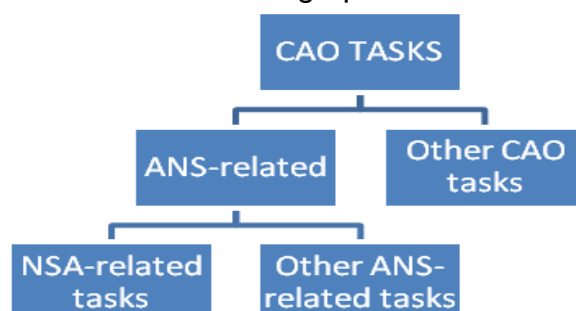 CAO TASKS
ANS-related
Other CAO
tasks
NSA-related
tasks
Other ANS-
related tasks